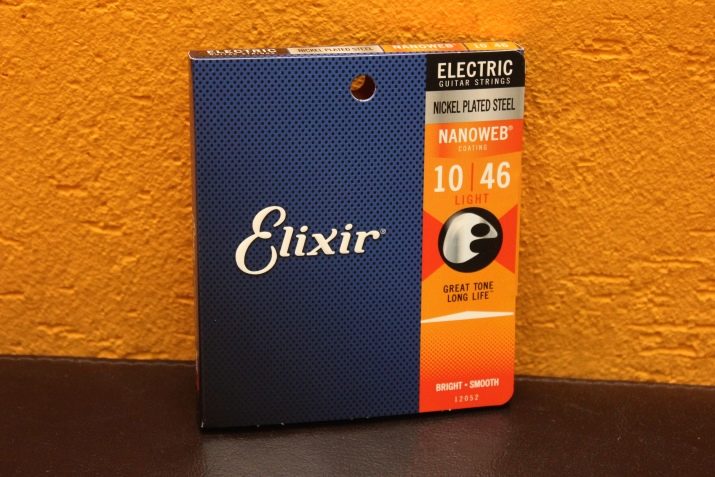 ELECTRIC
NICKEL PLATED STEEL
NANOWEB
10 46
ELECTRIC
GUITAR STRINGS
NICKEL PLATED STEEL
NANOWEB®
COATING
10 | 46
LIGHT
Elixir®
GREAT TONE
LONG LIFE™
BRIGHT • SMOOTH
12052